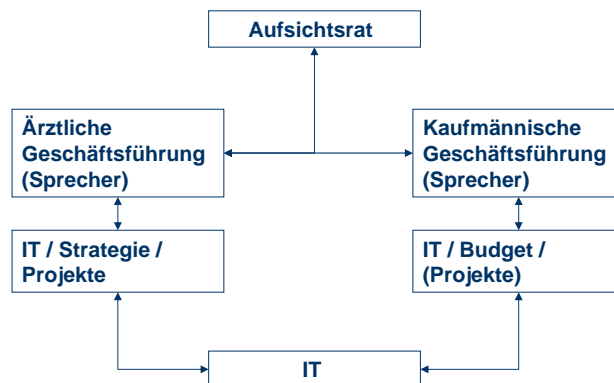 Aufsichtsrat
Ärztliche
Geschäftsführung
(Sprecher)
Kaufmännische
Geschäftsführung
(Sprecher)
IT / Strategie /
Projekte
IT / Budget /
(Projekte)
IT